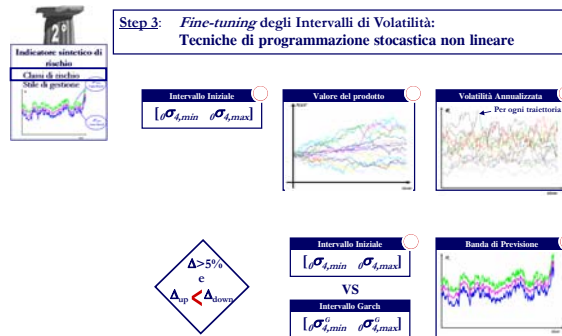 Step 3: Fine-tuning degli Intervalli di Volatilità:
Tecniche di programmazione stocastica non lineare
2°
Indicatore sintetico di
rischio
Classi di rischio
Stile di gestione
Intervallo Iniziale
[₀σ₄,min ₀σ₄,max]
Valore del prodotto
Volatilità Annualizzata
Per ogni traiettoria
Δ>5%
e
Δup < Δdown
Intervallo Iniziale
[₀σ₄,min ₀σ₄,max]
VS
Intervallo Garch
[₀σᴳ₄,min ₀σᴳ₄,max]
Banda di Previsione